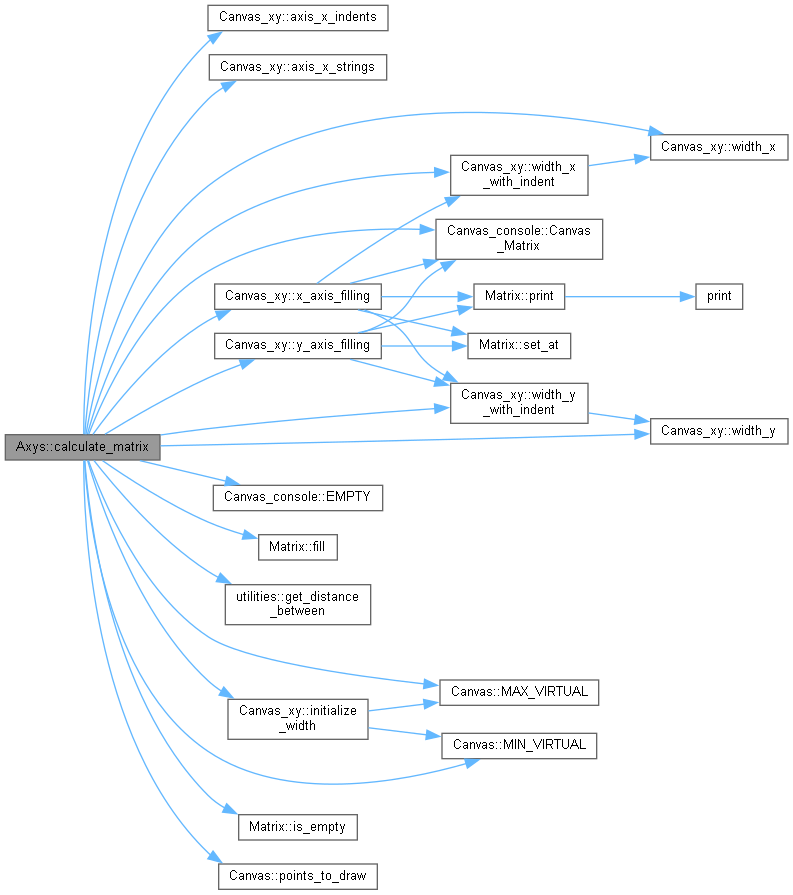 Canvas_xy::axis_x_indents
Canvas_xy::axis_x_strings
Canvas_xy::width_x
Canvas_xy::width_x
_with_indent
Canvas_console::Canvas
_Matrix
Canvas_xy::x_axis_filling
Matrix::print
print
Canvas_xy::y_axis_filling
Matrix::set_at
Canvas_xy::width_y
_with_indent
Canvas_xy::width_y
Axys::calculate_matrix
Canvas_console::EMPTY
Matrix::fill
utilities::get_distance
_between
Canvas::MAX_VIRTUAL
Canvas_xy::initialize
_width
Canvas::MIN_VIRTUAL
Matrix::is_empty
Canvas::points_to_draw